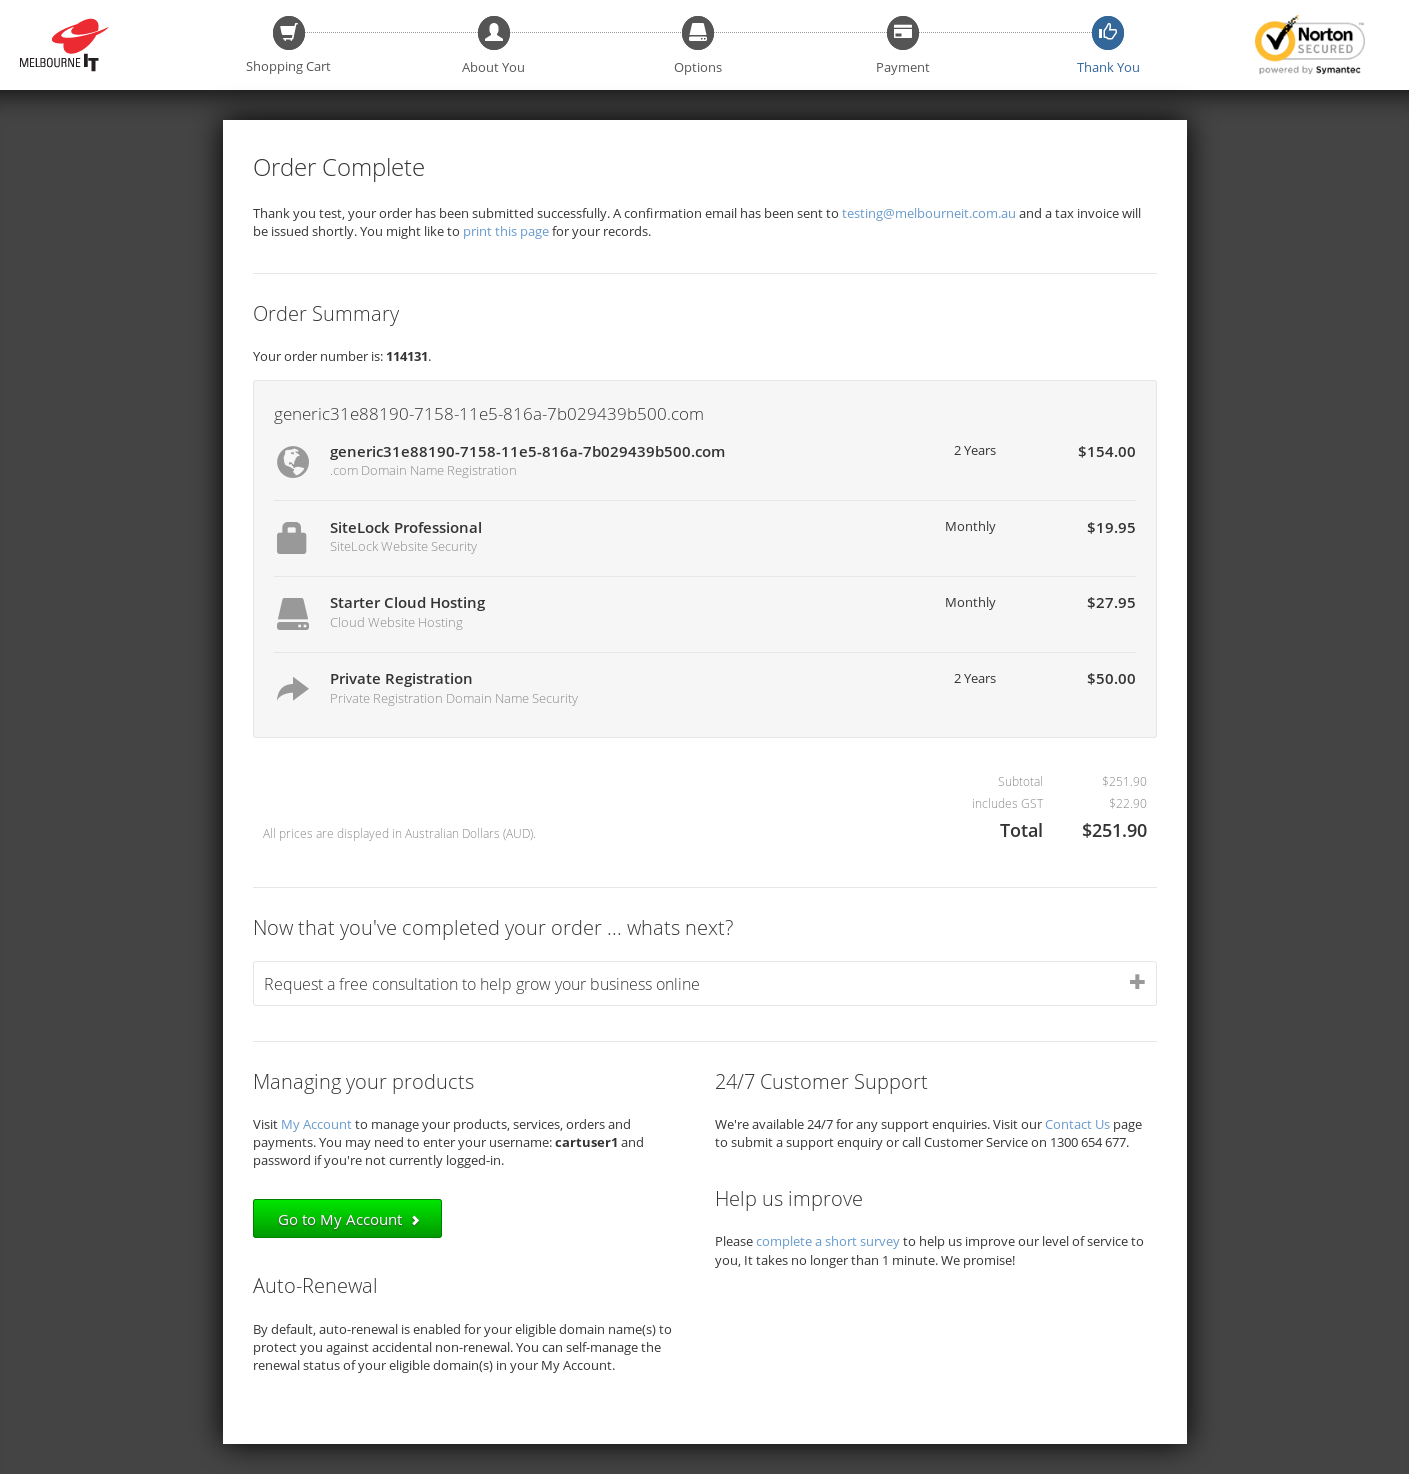 MELBOURNE IT
Shopping Cart
About You
Options
Payment
Thank You
Norton
SECURED
powered by Symantec
Order Complete
Thank you test, your order has been submitted successfully. A confirmation email has been sent to testing@melbourneit.com.au and a tax invoice will
be issued shortly. You might like to print this page for your records.
Order Summary
Your order number is: 114131.
generic31e88190-7158-11e5-816a-7b029439b500.com
generic31e88190-7158-11e5-816a-7b029439b500.com 2 Years $154.00
.com Domain Name Registration
SiteLock Professional Monthly $19.95
SiteLock Website Security
Starter Cloud Hosting Monthly $27.95
Cloud Website Hosting
Private Registration 2 Years $50.00
Private Registration Domain Name Security
Subtotal $251.90
includes GST $22.90
All prices are displayed in Australian Dollars (AUD). Total $251.90
Now that you've completed your order ... whats next?
Request a free consultation to help grow your business online
Managing your products
Visit My Account to manage your products, services, orders and
payments. You may need to enter your username: cartuser1 and
password if you're not currently logged-in.
Go to My Account
Auto-Renewal
By default, auto-renewal is enabled for your eligible domain name(s) to
protect you against accidental non-renewal. You can self-manage the
renewal status of your eligible domain(s) in your My Account.
24/7 Customer Support
We're available 24/7 for any support enquiries. Visit our Contact Us page
to submit a support enquiry or call Customer Service on 1300 654 677.
Help us improve
Please complete a short survey to help us improve our level of service to
you, It takes no longer than 1 minute. We promise!